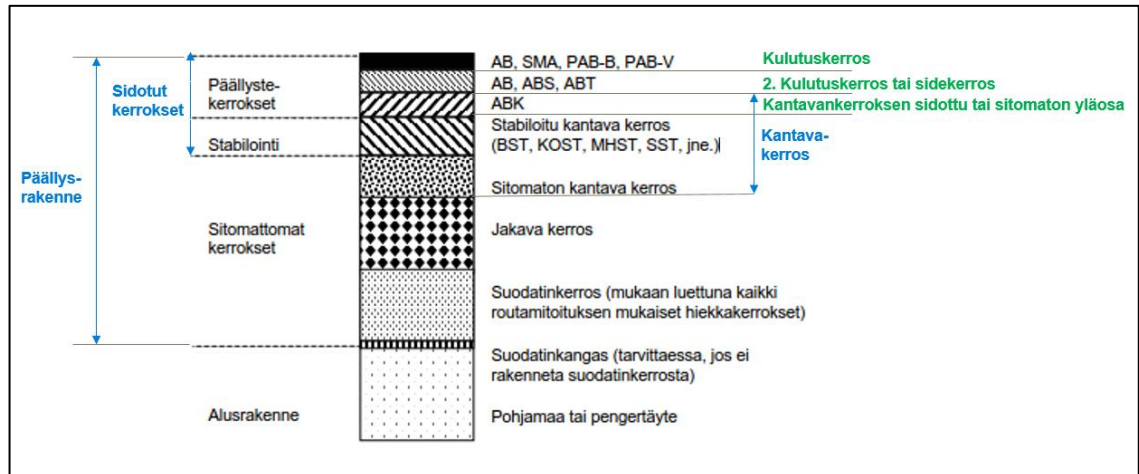 AB, SMA, PAB-B, PAB-V
Kulutuskerros
Sidotut
kerrokset
Päällyste-
kerrokset
AB, ABS, ABT
2. Kulutuskerros tai sidekerros
ABK
Kantavankerroksen sidottu tai sitomaton yläosa
Stabilointi
Stabiloitu kantava kerros
(BST, KOST, MHST, SST, jne.)
Kantava-
kerros
Päällys-
rakenne
Sitomaton kantava kerros
Sitomattomat
kerrokset
Jakava kerros
Suodatinkerros (mukaan luettuna kaikki
routamitoituksen mukaiset hiekkakerrokset)
Suodatinkangas (tarvittaessa, jos ei
rakenneta suodatinkerrosta)
Alusrakenne
Pohjamaa tai pengertäyte